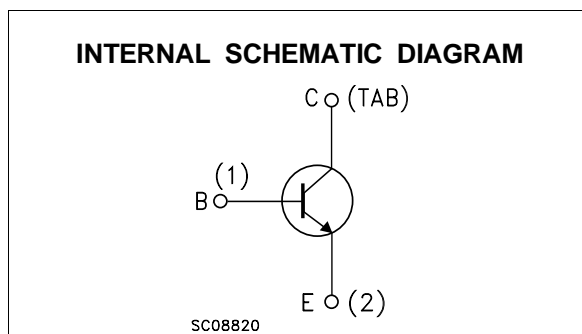 INTERNAL SCHEMATIC DIAGRAM
C (TAB)
(1)
B
E (2)
SC08820